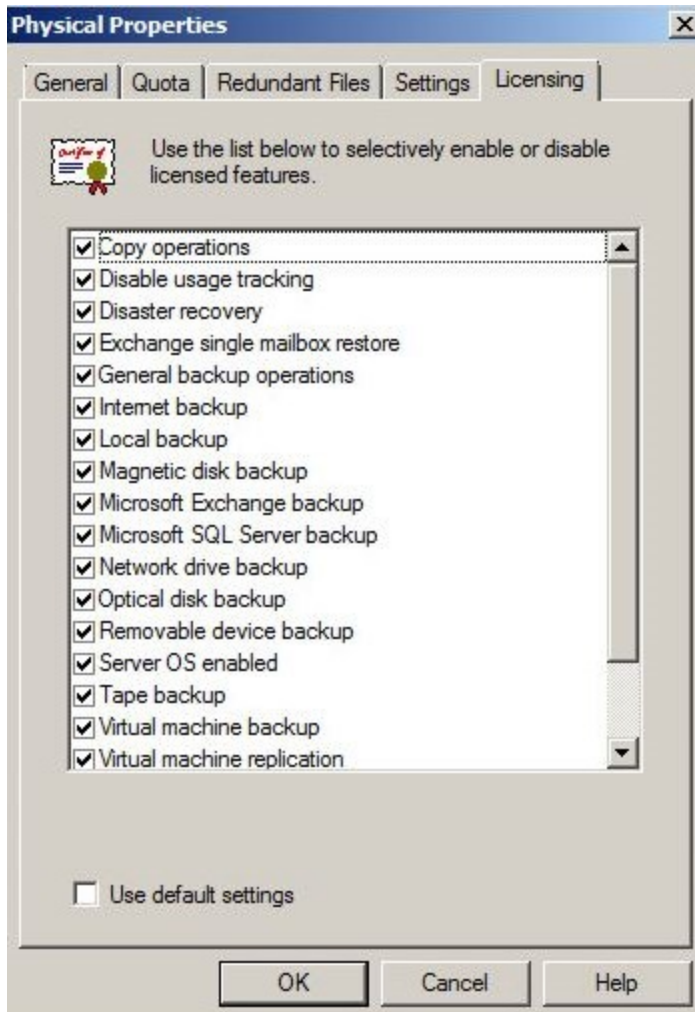 Physical Properties
General Quota Redundant Files Settings Licensing
Use the list below to selectively enable or disable
licensed features.
Copy operations
Disable usage tracking
Disaster recovery
Exchange single mailbox restore
General backup operations
Internet backup
Local backup
Magnetic disk backup
Microsoft Exchange backup
Microsoft SQL Server backup
Network drive backup
Optical disk backup
Removable device backup
Server OS enabled
Tape backup
Virtual machine backup
Virtual machine replication
Use default settings
OK Cancel Help